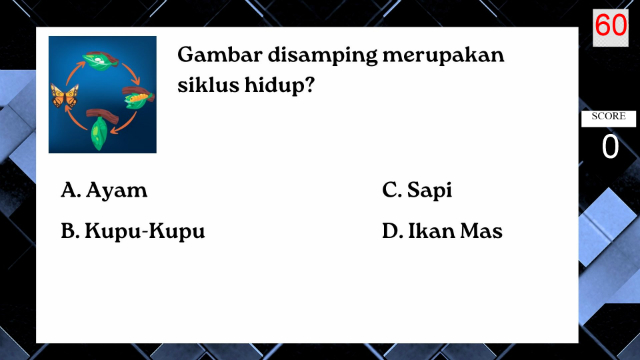 60
Gambar disamping merupakan
siklus hidup?
SCORE
0
A. Ayam
C. Sapi
B. Kupu-Kupu
D. Ikan Mas